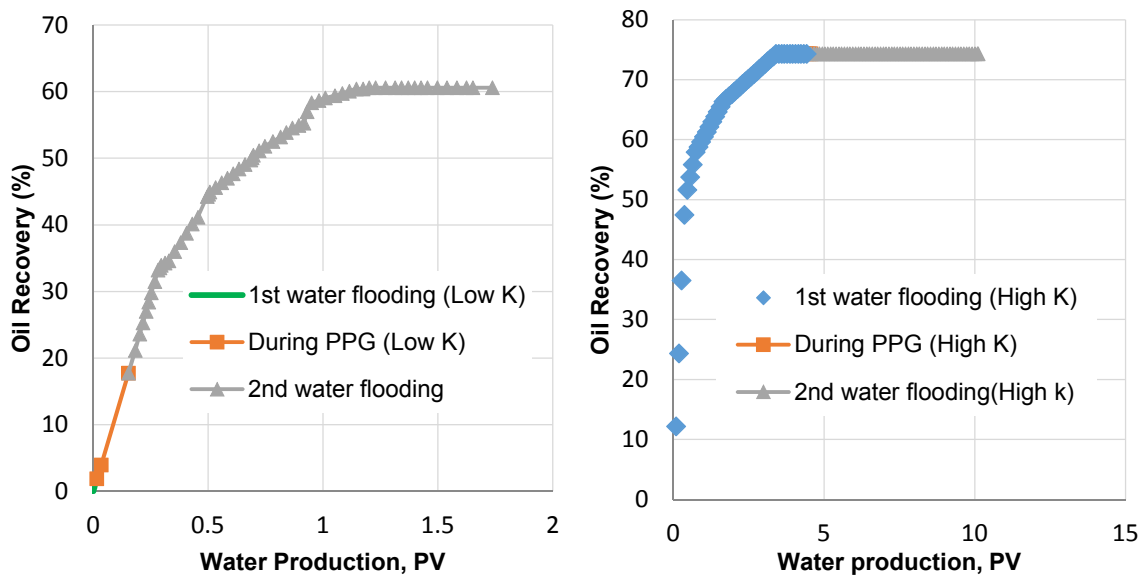 70
60
50
40
30
20
10
0
Oil Recovery (%)
1st water flooding (Low K)
During PPG (Low K)
2nd water flooding
0 0.5 1 1.5 2
Water Production, PV
80
70
60
50
40
30
20
10
0
Oil Recovery (%)
1st water flooding (High K)
During PPG (High K)
2nd water flooding(High k)
0 5 10 15
Water production, PV